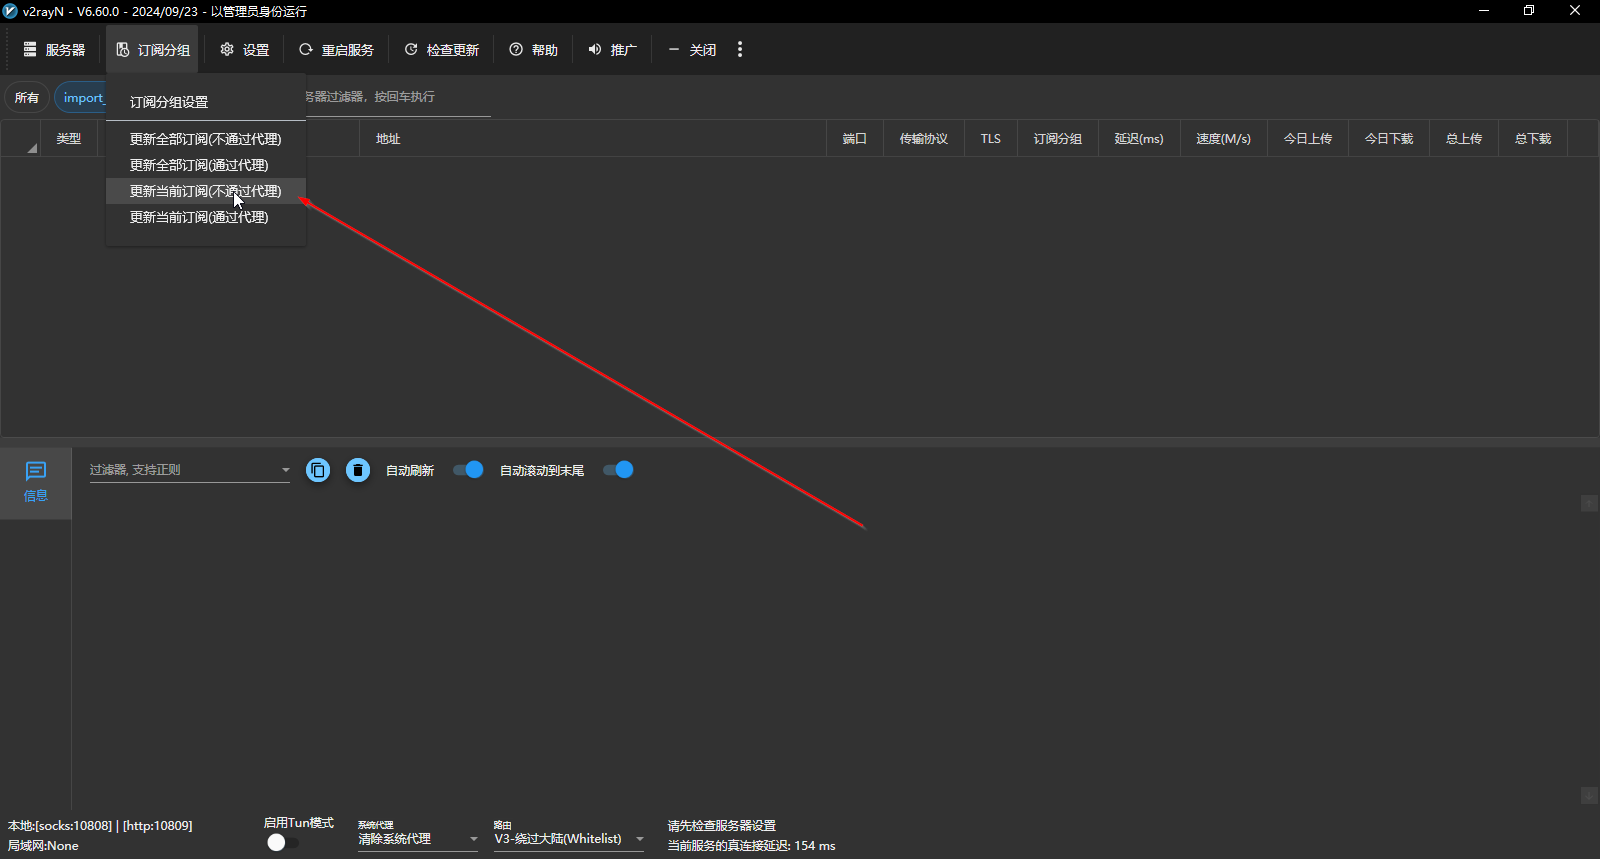 v2rayN - V6.60.0 - 2024/09/23 - 以管理员身份运行
服务器 订阅分组 设置 重启服务 检查更新 帮助 推广 关闭
所有 import_ 务器过滤器，按回车执行
订阅分组设置
更新全部订阅(不通过代理)
更新全部订阅(通过代理)
更新当前订阅(不通过代理)
更新当前订阅(通过代理)
类型 地址 端口 传输协议 TLS 订阅分组 延迟(ms) 速度(M/s) 今日上传 今日下载 总上传 总下载
信息
过滤器, 支持正则 自动刷新 自动滚动到末尾
本地:[socks:10808] | [http:10809]
局域网:None
启用Tun模式
系统代理
清除系统代理
路由
V3-绕过大陆(Whitelist)
请先检查服务器设置
当前服务的真连接延迟: 154 ms